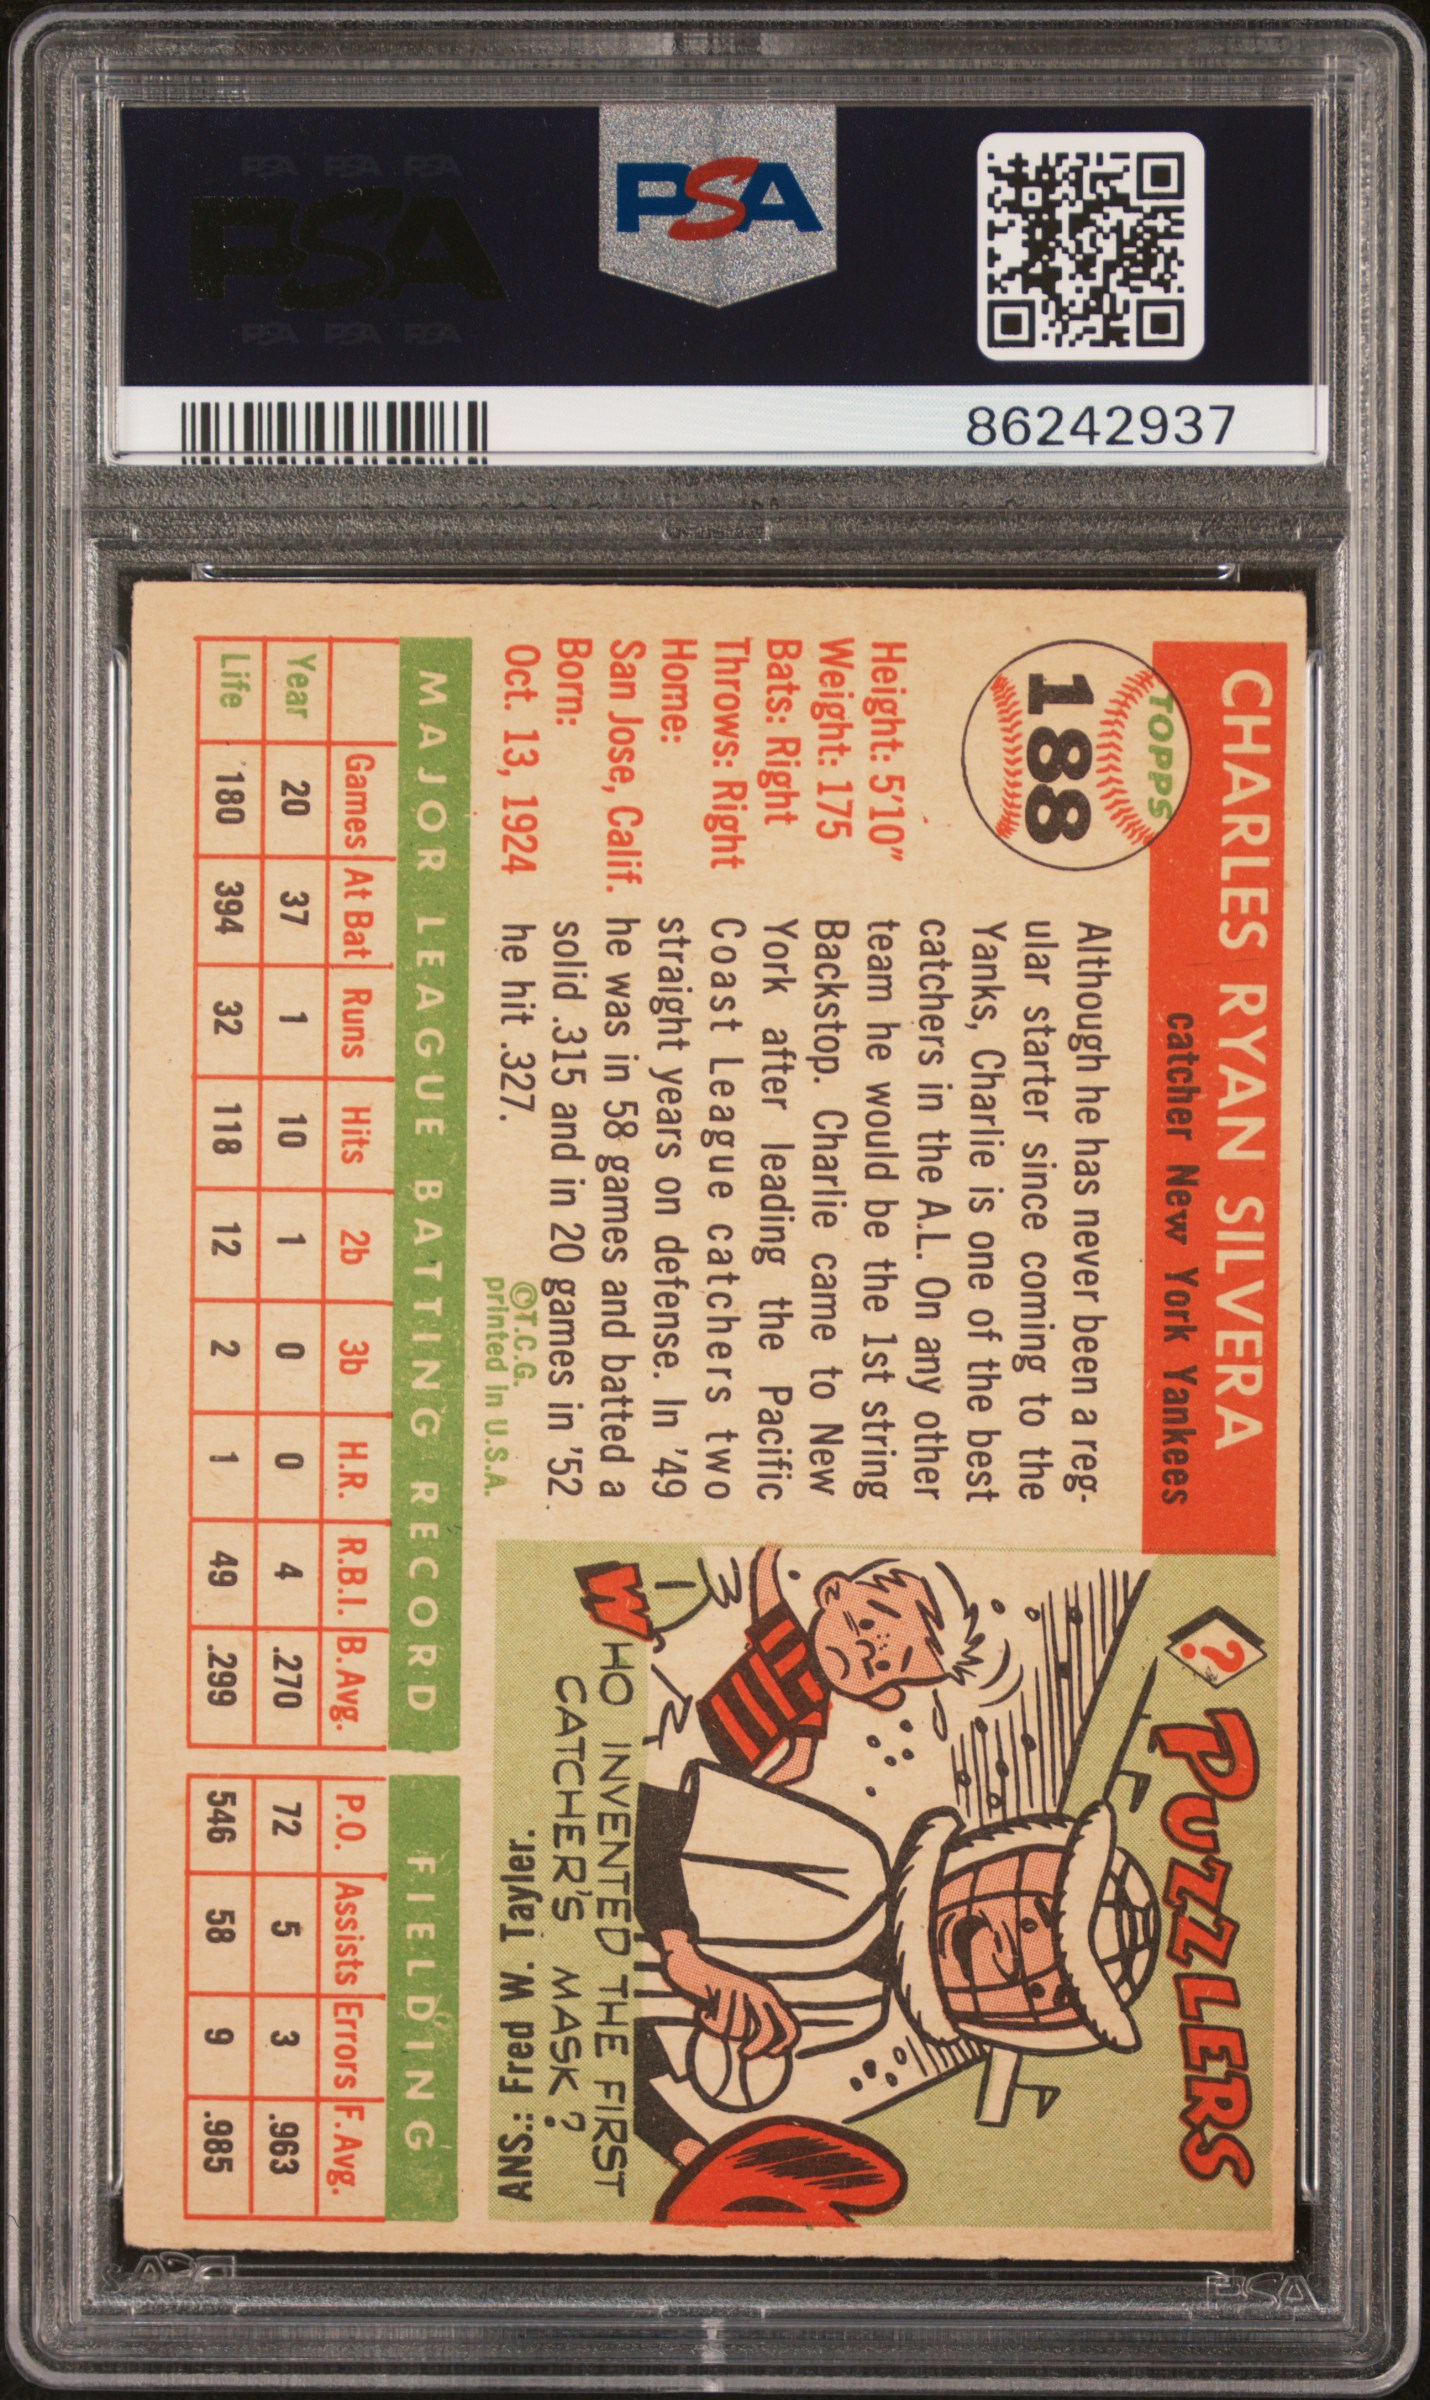 PSA PSA PSA
PSA
PSA PSA PSA
PSA
86242937
CHARLES RYAN SILVERA
catcher New York Yankees
TOPPS
188
Height: 5'10"
Weight: 175
Bats: Right
Throws: Right
Home:
San Jose, Calif.
Born:
Oct. 13, 1924
Although he has never been a reg-
ular starter since coming to the
Yanks, Charlie is one of the best
catchers in the A.L. On any other
team he would be the 1st string
Backstop. Charlie came to New
York after leading the Pacific
Coast League catchers two
straight years on defense. In '49
he was in 58 games and batted a
solid .315 and in 20 games in '52
he hit .327.
©T.C.G.
printed in U.S.A.
? PUZZLERS
WHO INVENTED THE FIRST
CATCHER'S MASK?
ANS.: Fred W. Tayler.
MAJOR LEAGUE BATTING RECORD FIELDING
Games At Bat Runs Hits 2b 3b H.R. R.B.I. B.Avg. P.O. Assists Errors F.Avg.
Year 20 37 1 10 1 0 0 4 .270 72 5 3 .963
Life 180 394 32 118 12 2 1 49 .299 546 58 9 .985
PSA
PSA